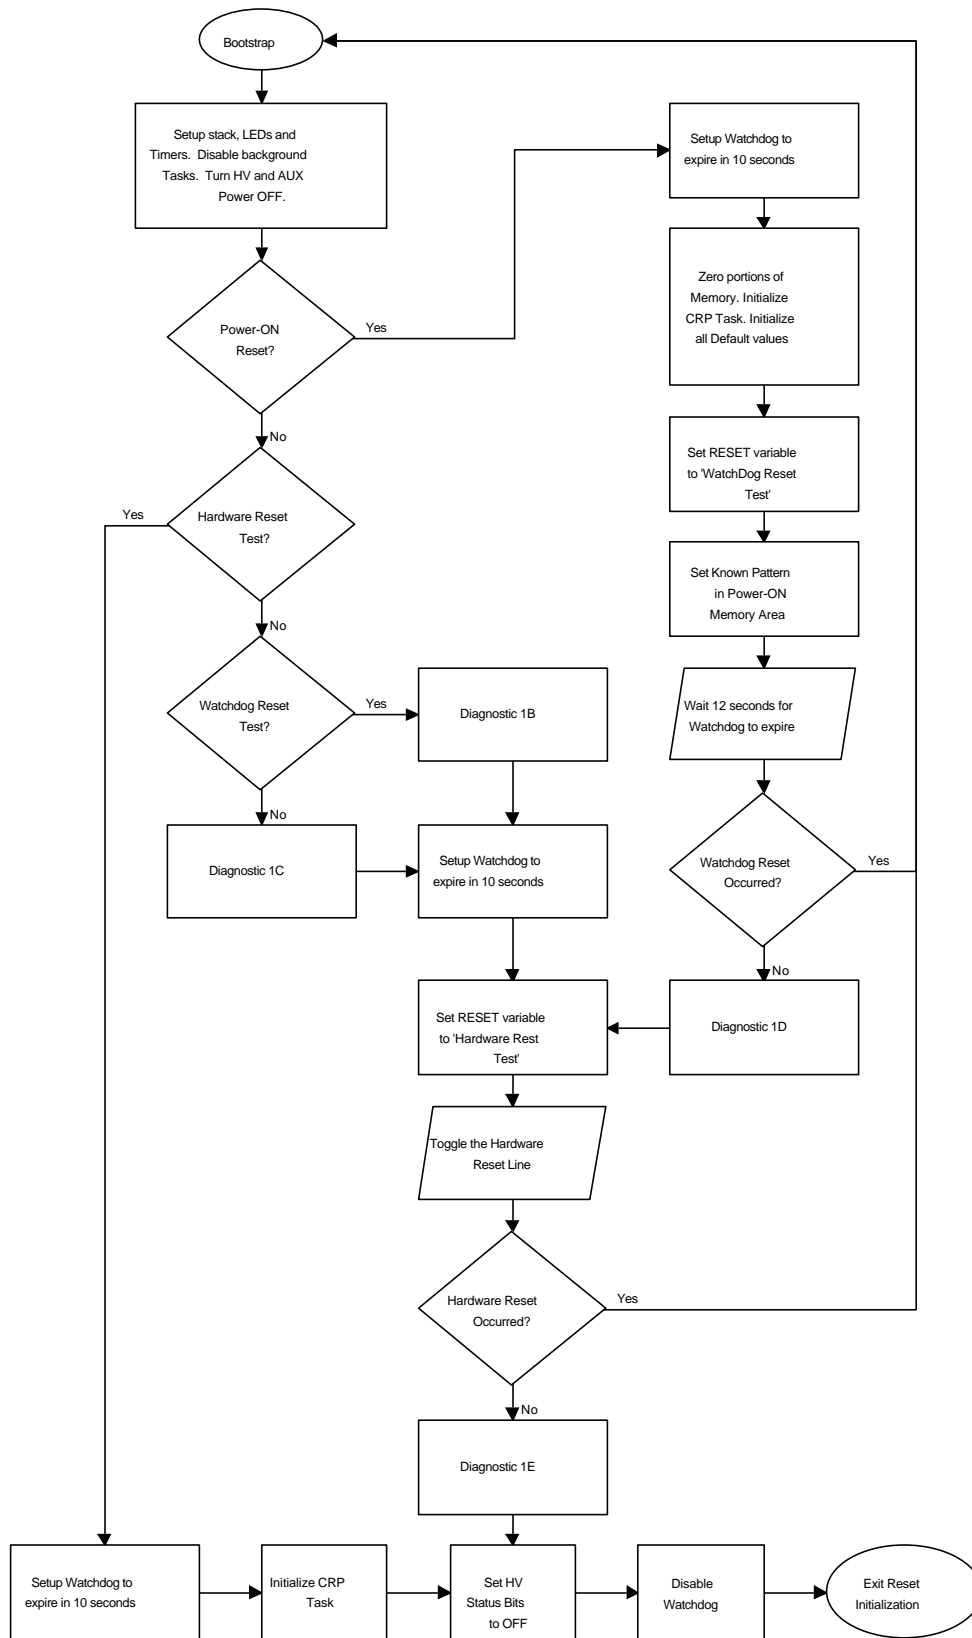 Bootstrap
Setup stack, LEDs and
Timers. Disable background
Tasks. Turn HV and AUX
Power OFF.
Setup Watchdog to
expire in 10 seconds
Zero portions of
Memory. Initialize
CRP Task. Initialize
all Default values
Power-ON
Reset?
Yes
No
Set RESET variable
to 'WatchDog Reset
Test'
Hardware Reset
Test?
Yes
No
Set Known Pattern
in Power-ON
Memory Area
Watchdog Reset
Test?
Yes
No
Diagnostic 1B
Wait 12 seconds for
Watchdog to expire
Diagnostic 1C
Setup Watchdog to
expire in 10 seconds
Watchdog Reset
Occurred?
Yes
No
Set RESET variable
to 'Hardware Rest
Test'
Diagnostic 1D
Toggle the Hardware
Reset Line
Hardware Reset
Occurred?
Yes
No
Diagnostic 1E
Setup Watchdog to
expire in 10 seconds
Initialize CRP
Task
Set HV
Status Bits
to OFF
Disable
Watchdog
Exit Reset
Initialization